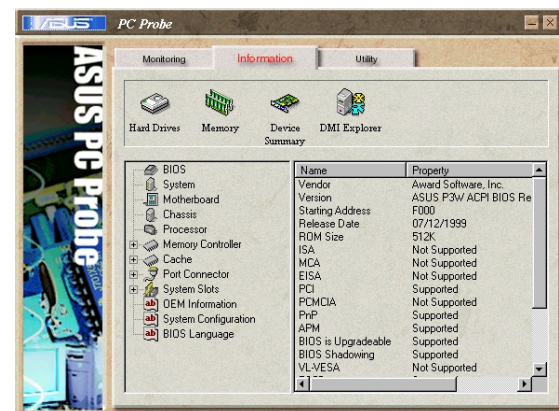 ASUS PC Probe
ASUS PC Probe
Monitoring
Information
Utility
Hard Drives
Memory
Device Summary
DMI Explorer
BIOS
System
Motherboard
Chassis
Processor
Memory Controller
Cache
Port Connector
System Slots
OEM Information
System Configuration
BIOS Language
Name Property
Vendor Award Software, Inc.
Version ASUS P3W ACPI BIOS Re
Starting Address F000
Release Date 07/12/1999
ROM Size 512K
ISA Not Supported
MCA Not Supported
EISA Not Supported
PCI Supported
PCMCIA Not Supported
PnP Supported
APM Supported
BIOS is Upgradeable Supported
BIOS Shadowing Supported
VL-VESA Not Supported